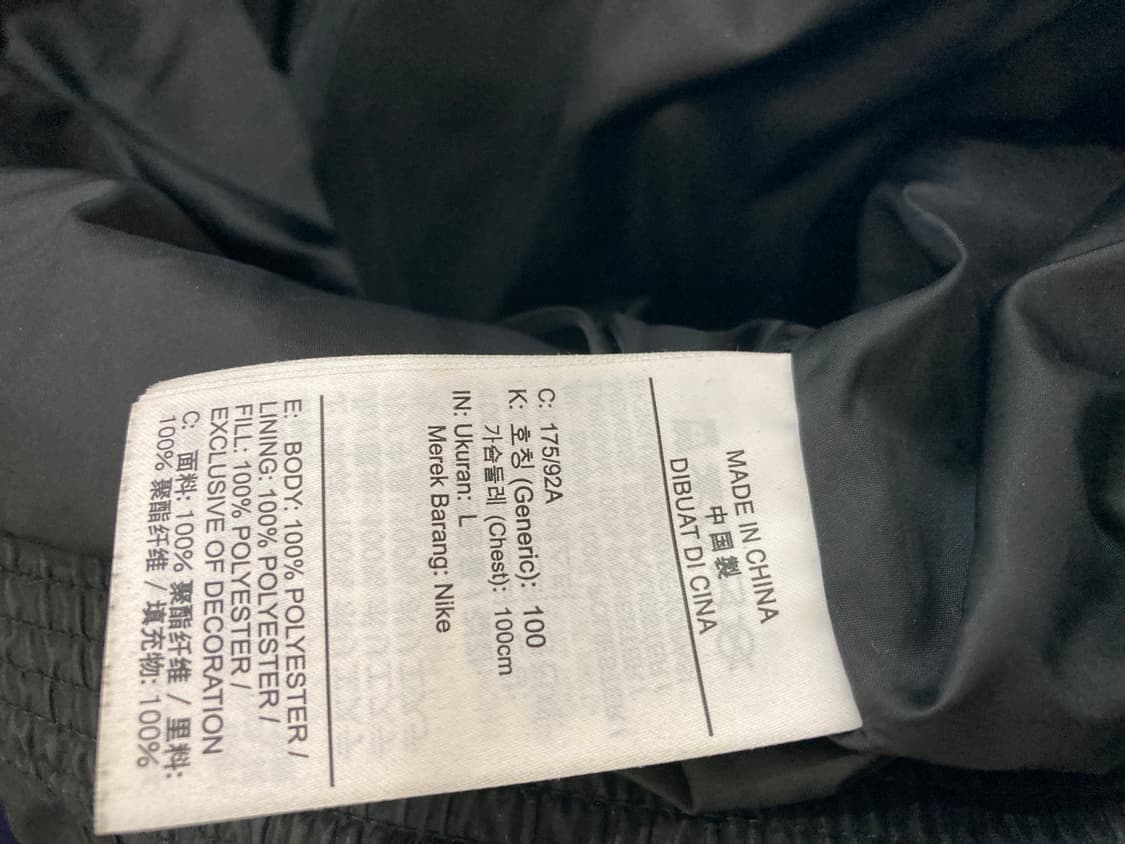 MADE IN CHINA
中国製
DIBUAT DI CINA
C: 175/92A
K: 호칭 (Generic): 100
가슴둘레 (Chest): 100cm
IN: Ukuran: L
Merek Barang: Nike
E: BODY: 100% POLYESTER /
LINING: 100% POLYESTER /
FILL: 100% POLYESTER /
EXCLUSIVE OF DECORATION
C: 面料: 100% 聚酯纤维 / 里料:
100% 聚酯纤维 / 填充物: 100%